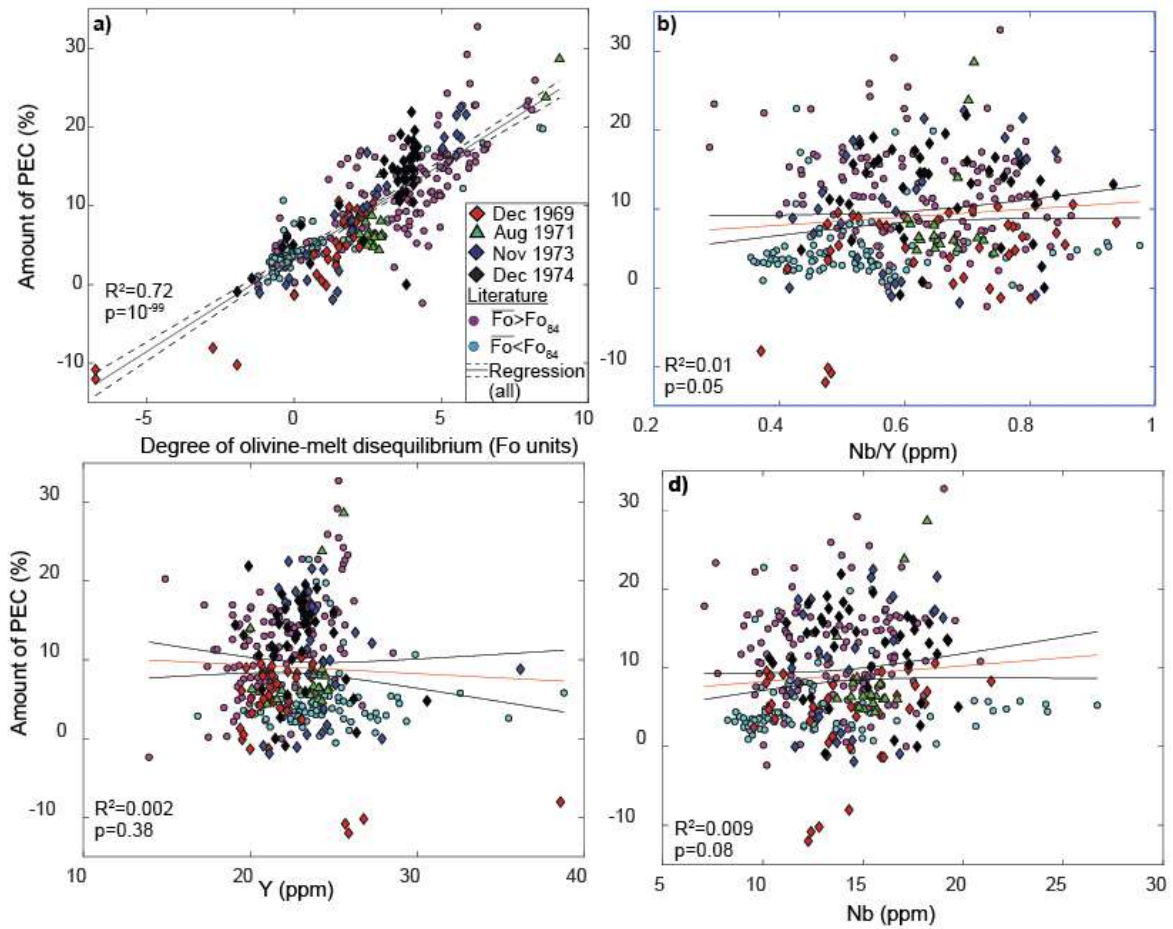 a)
Amount of PEC (%)
30
20
10
0
-10
-5
0
5
10
Degree of olivine-melt disequilibrium (Fo units)
R²=0.72
p=10⁻⁹⁹
Dec 1969
Aug 1971
Nov 1973
Dec 1974
Literature
F̅o̅>Fo₈₄
F̅o̅<Fo₈₄
Regression
(all)
b)
30
20
10
0
-10
R²=0.01
p=0.05
0.2
0.4
0.6
0.8
1
Nb/Y (ppm)
Amount of PEC (%)
30
20
10
0
-10
R²=0.002
p=0.38
10
20
30
40
Y (ppm)
d)
30
20
10
0
-10
R²=0.009
p=0.08
5
10
15
20
25
30
Nb (ppm)